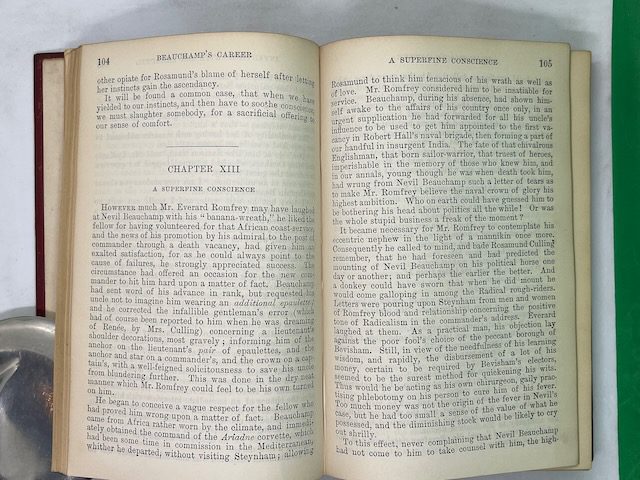 104
BEAUCHAMP'S CAREER
other opiate for Rosamund's blame of herself after letting
her instincts gain the ascendancy.
It will be found a common case, that when we have
yielded to our instincts, and then have to soothe conscience,
we must slaughter somebody, for a sacrificial offering to
our sense of comfort.
CHAPTER XIII
A SUPERFINE CONSCIENCE
However much Mr. Everard Romfrey may have laughed
at Nevil Beauchamp with his "banana-wreath," he liked the
fellow for having volunteered for that African coast-service,
and the news of his promotion by his admiral to the post of
commander through a death vacancy, had given him an
exalted satisfaction, for as he could always point to the
cause of failures, he strongly appreciated success. The
circumstance had offered an occasion for the new com-
mander to hit him hard upon a matter of fact. Beauchamp
had sent word of his advance in rank, but requested his
uncle not to imagine him wearing an additional epaulette;
and he corrected the infallible gentleman's error (which
had of course been reported to him when he was dreaming
of Renée, by Mrs. Culling) concerning a lieutenant's
shoulder decorations, most gravely; informing him of the
anchor on the lieutenant's pair of epaulettes, and the
anchor and star on a commander's, and the crown on a cap-
tain's, with a well-feigned solicitousness to save his uncle
from blundering further. This was done in the dry neat
manner which Mr. Romfrey could feel to be his own turned
on him.
He began to conceive a vague respect for the fellow who
had proved him wrong upon a matter of fact. Beauchamp
came from Africa rather worn by the climate, and immedi-
ately obtained the command of the Ariadne corvette, which
had been some time in commission in the Mediterranean,
whither he departed, without visiting Steynham; allowing
A SUPERFINE CONSCIENCE
105
Rosamund to think him tenacious of his wrath as well as
of love. Mr. Romfrey considered him to be insatiable for
service. Beauchamp, during his absence, had shown him-
self awake to the affairs of his country once only, in an
urgent supplication he had forwarded for all his uncle's
influence to be used to get him appointed to the first va-
cancy in Robert Hall's naval brigade, then forming a part of
our handful in insurgent India. The fate of that chivalrous
Englishman, that born sailor-warrior, that truest of heroes,
imperishable in the memory of those who knew him, and
in our annals, young though he was when death took him,
had wrung from Nevil Beauchamp such a letter of tears as
to make Mr. Romfrey believe the naval crown of glory his
highest ambition. Who on earth could have guessed him to
be bothering his head about politics all the while! Or was
the whole stupid business a freak of the moment?
It became necessary for Mr. Romfrey to contemplate his
eccentric nephew in the light of a mannikin once more.
Consequently he called to mind, and bade Rosamund Culling
remember, that he had foreseen and had predicted the
mounting of Nevil Beauchamp on his political horse one
day or another; and perhaps the earlier the better. And
a donkey could have sworn that when he did mount he
would come galloping in among the Radical rough-riders.
Letters were pouring upon Steynham from men and women
of Romfrey blood and relationship concerning the positive
tone of Radicalism in the commander's address. Everard
laughed at them. As a practical man, his objection lay
against the poor fool's choice of the peccant borough of
Bevisham. Still, in view of the needfulness of his learning
wisdom, and rapidly, the disbursement of a lot of his
money, certain to be required by Bevisham's electors,
seemed to be the surest method for quickening his wits.
Thus would he be acting as his own chirurgeon, gaily prac-
tising phlebotomy on his person to cure him of his fever.
Too much money was not the origin of the fever in Nevil's
case, but he had too small a sense of the value of what he
possessed, and the diminishing stock would be likely to cry
out shrilly.
To this effect, never complaining that Nevil Beauchamp
had not come to him to take counsel with him, the high-